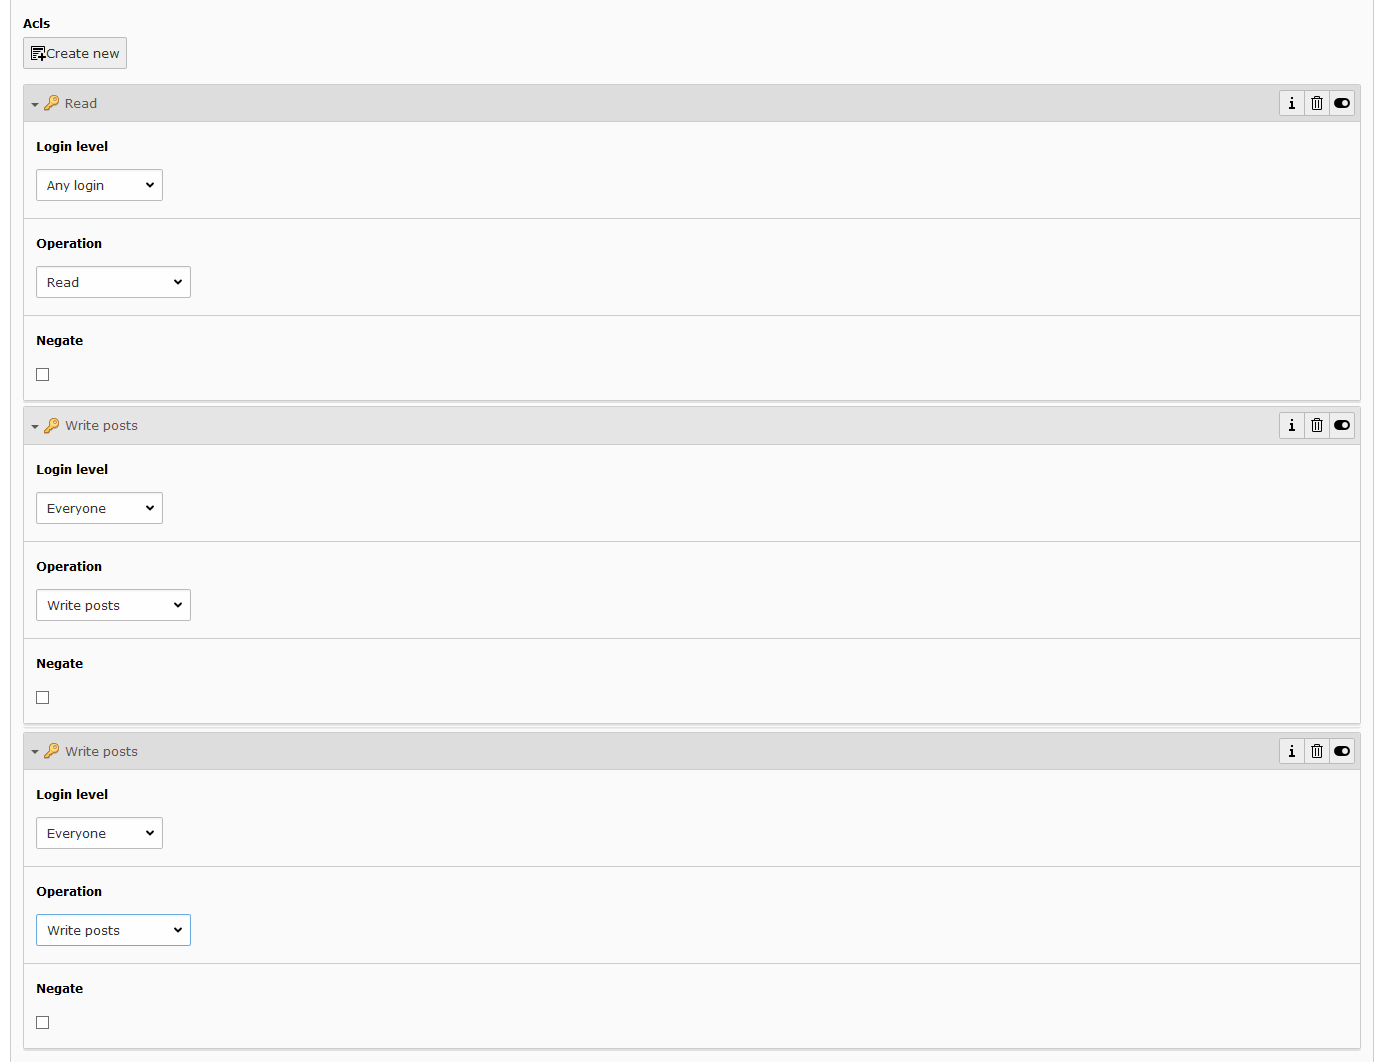 Acls
Create new
Read
Login level
Any login
Operation
Read
Negate
Write posts
Login level
Everyone
Operation
Write posts
Negate
Write posts
Login level
Everyone
Operation
Write posts
Negate